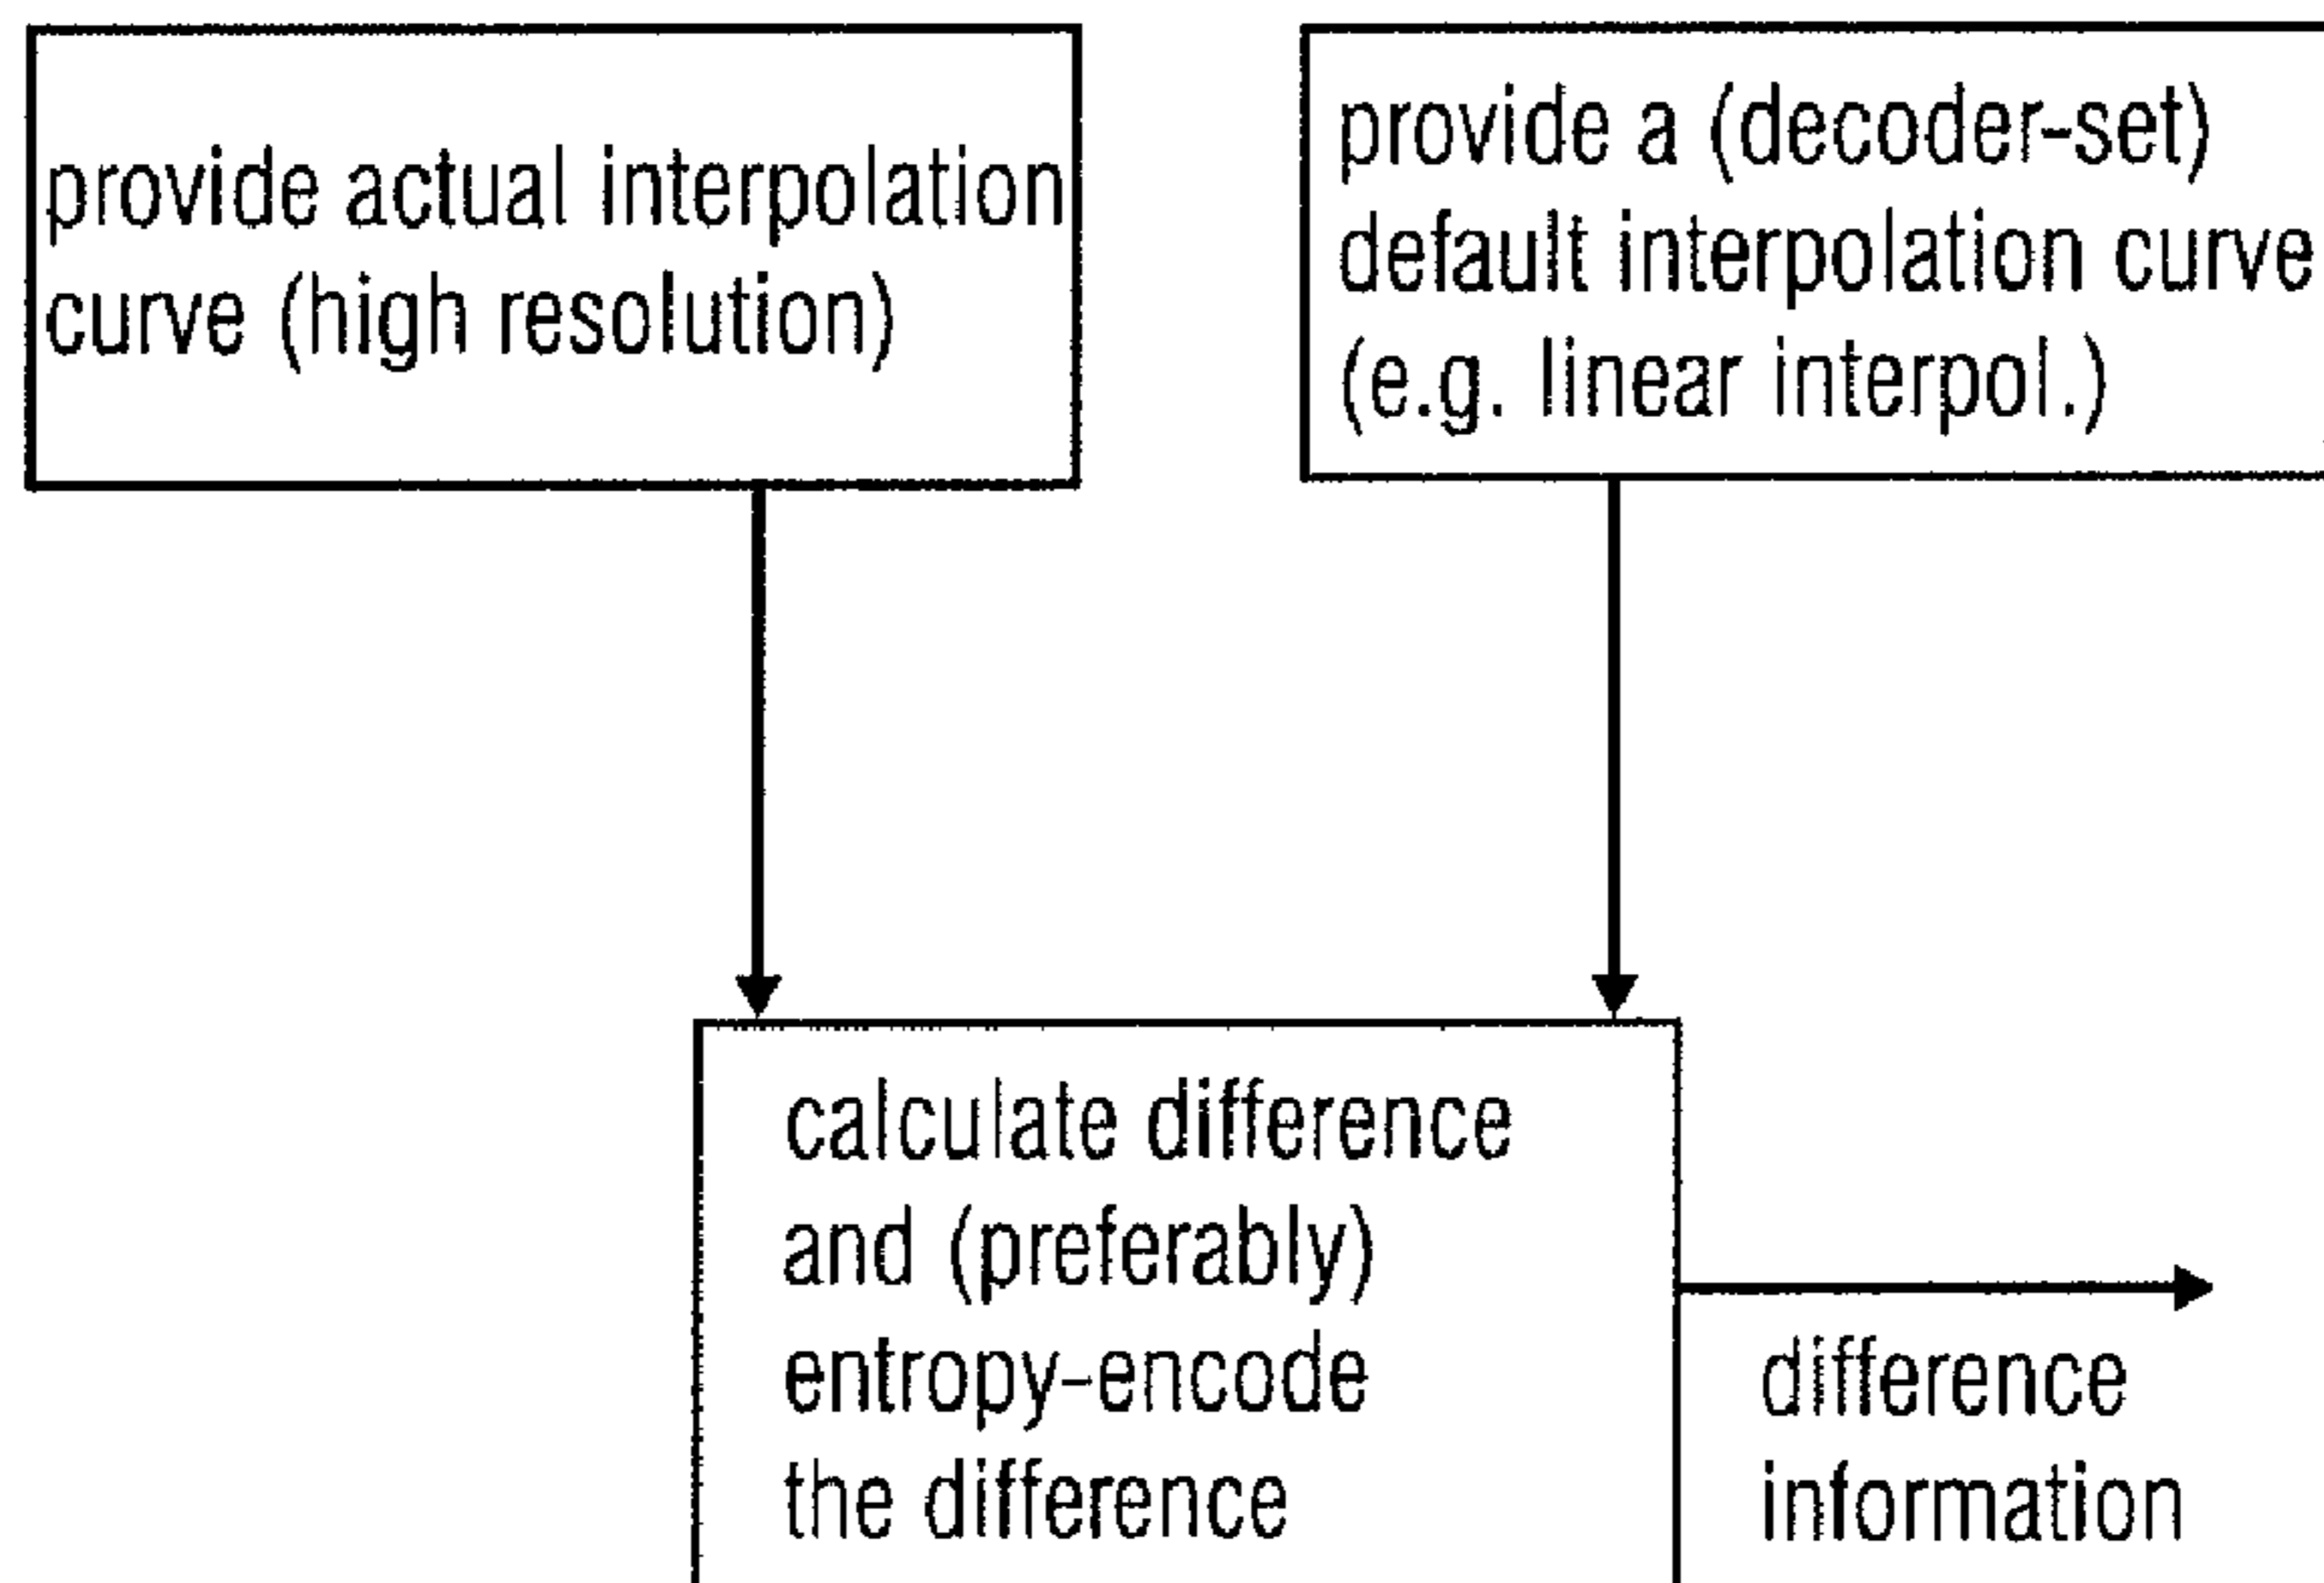 provide actual interpolation
curve (high resolution)
provide a (decoder-set)
default interpolation curve
(e.g. linear interpol.)
calculate difference
and (preferably)
entropy-encode
the difference
difference
information